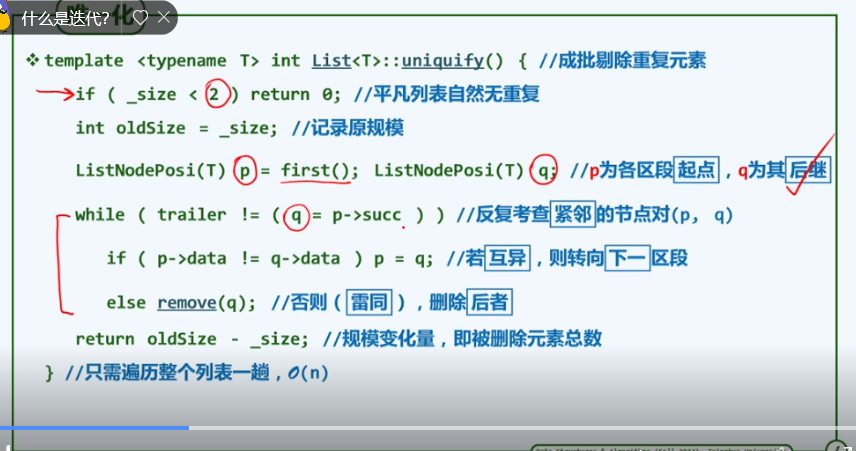 什么是迭代?
唯一化
template <typename T> int List<T>::uniquify() { //成批剔除重复元素
if ( _size < 2 ) return 0; //平凡列表自然无重复
int oldSize = _size; //记录原规模
ListNodePosi(T) p = first(); ListNodePosi(T) q; //p为各区段起点,q为其后继
while ( trailer != ( q = p->succ ) ) //反复考查紧邻的节点对(p, q)
if ( p->data != q->data ) p = q; //若互异,则转向下一区段
else remove(q); //否则(雷同),删除后者
return oldSize - _size; //规模变化量,即被删除元素总数
} //只需遍历整个列表一趟,O(n)